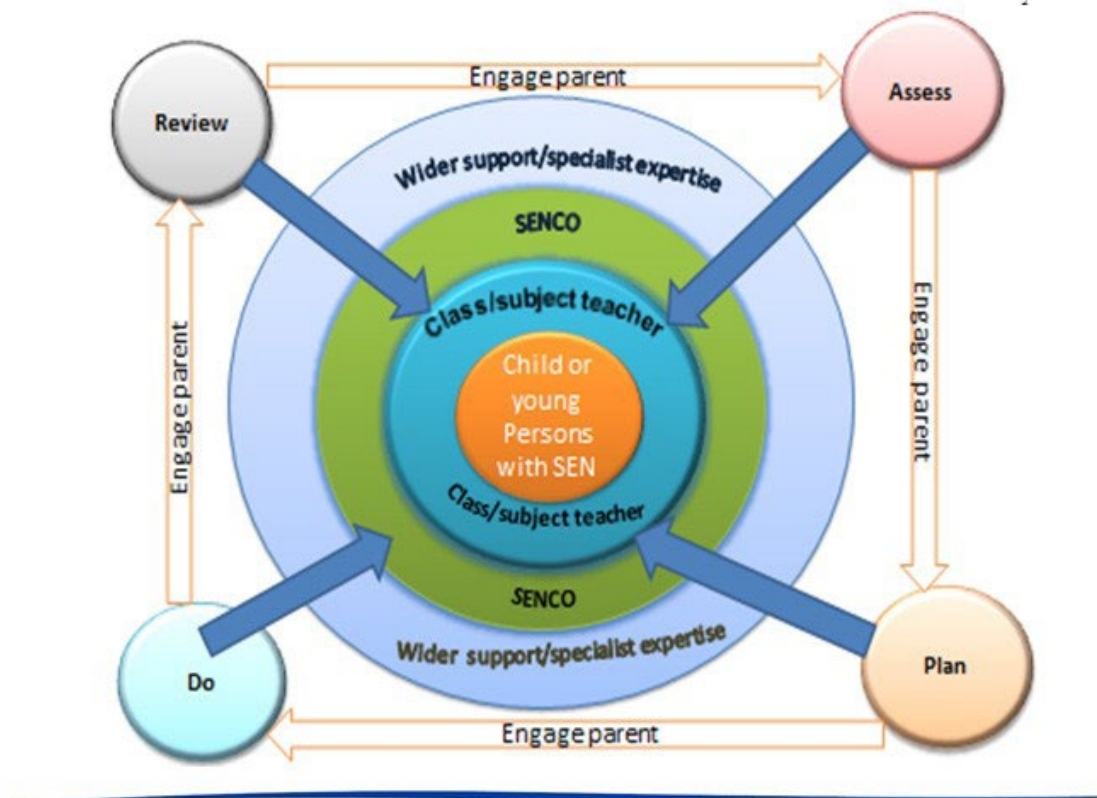 Engage parent
Review
Assess
Wider support/specialist expertise
SENCO
Class/subject teacher
Child or
young
Persons
with SEN
Engage parent
Engage parent
Class/subject teacher
SENCO
Wider support/specialist expertise
Do
Plan
Engage parent